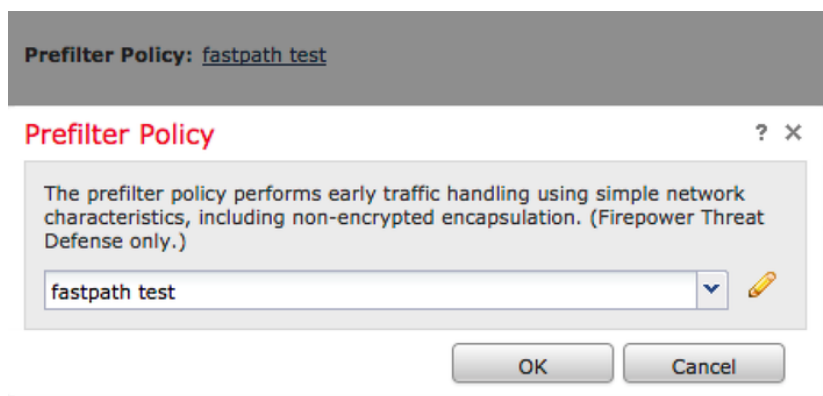 Prefilter Policy: fastpath test
Prefilter Policy ? ×
The prefilter policy performs early traffic handling using simple network
characteristics, including non-encrypted encapsulation. (Firepower Threat
Defense only.)
fastpath test
OK Cancel